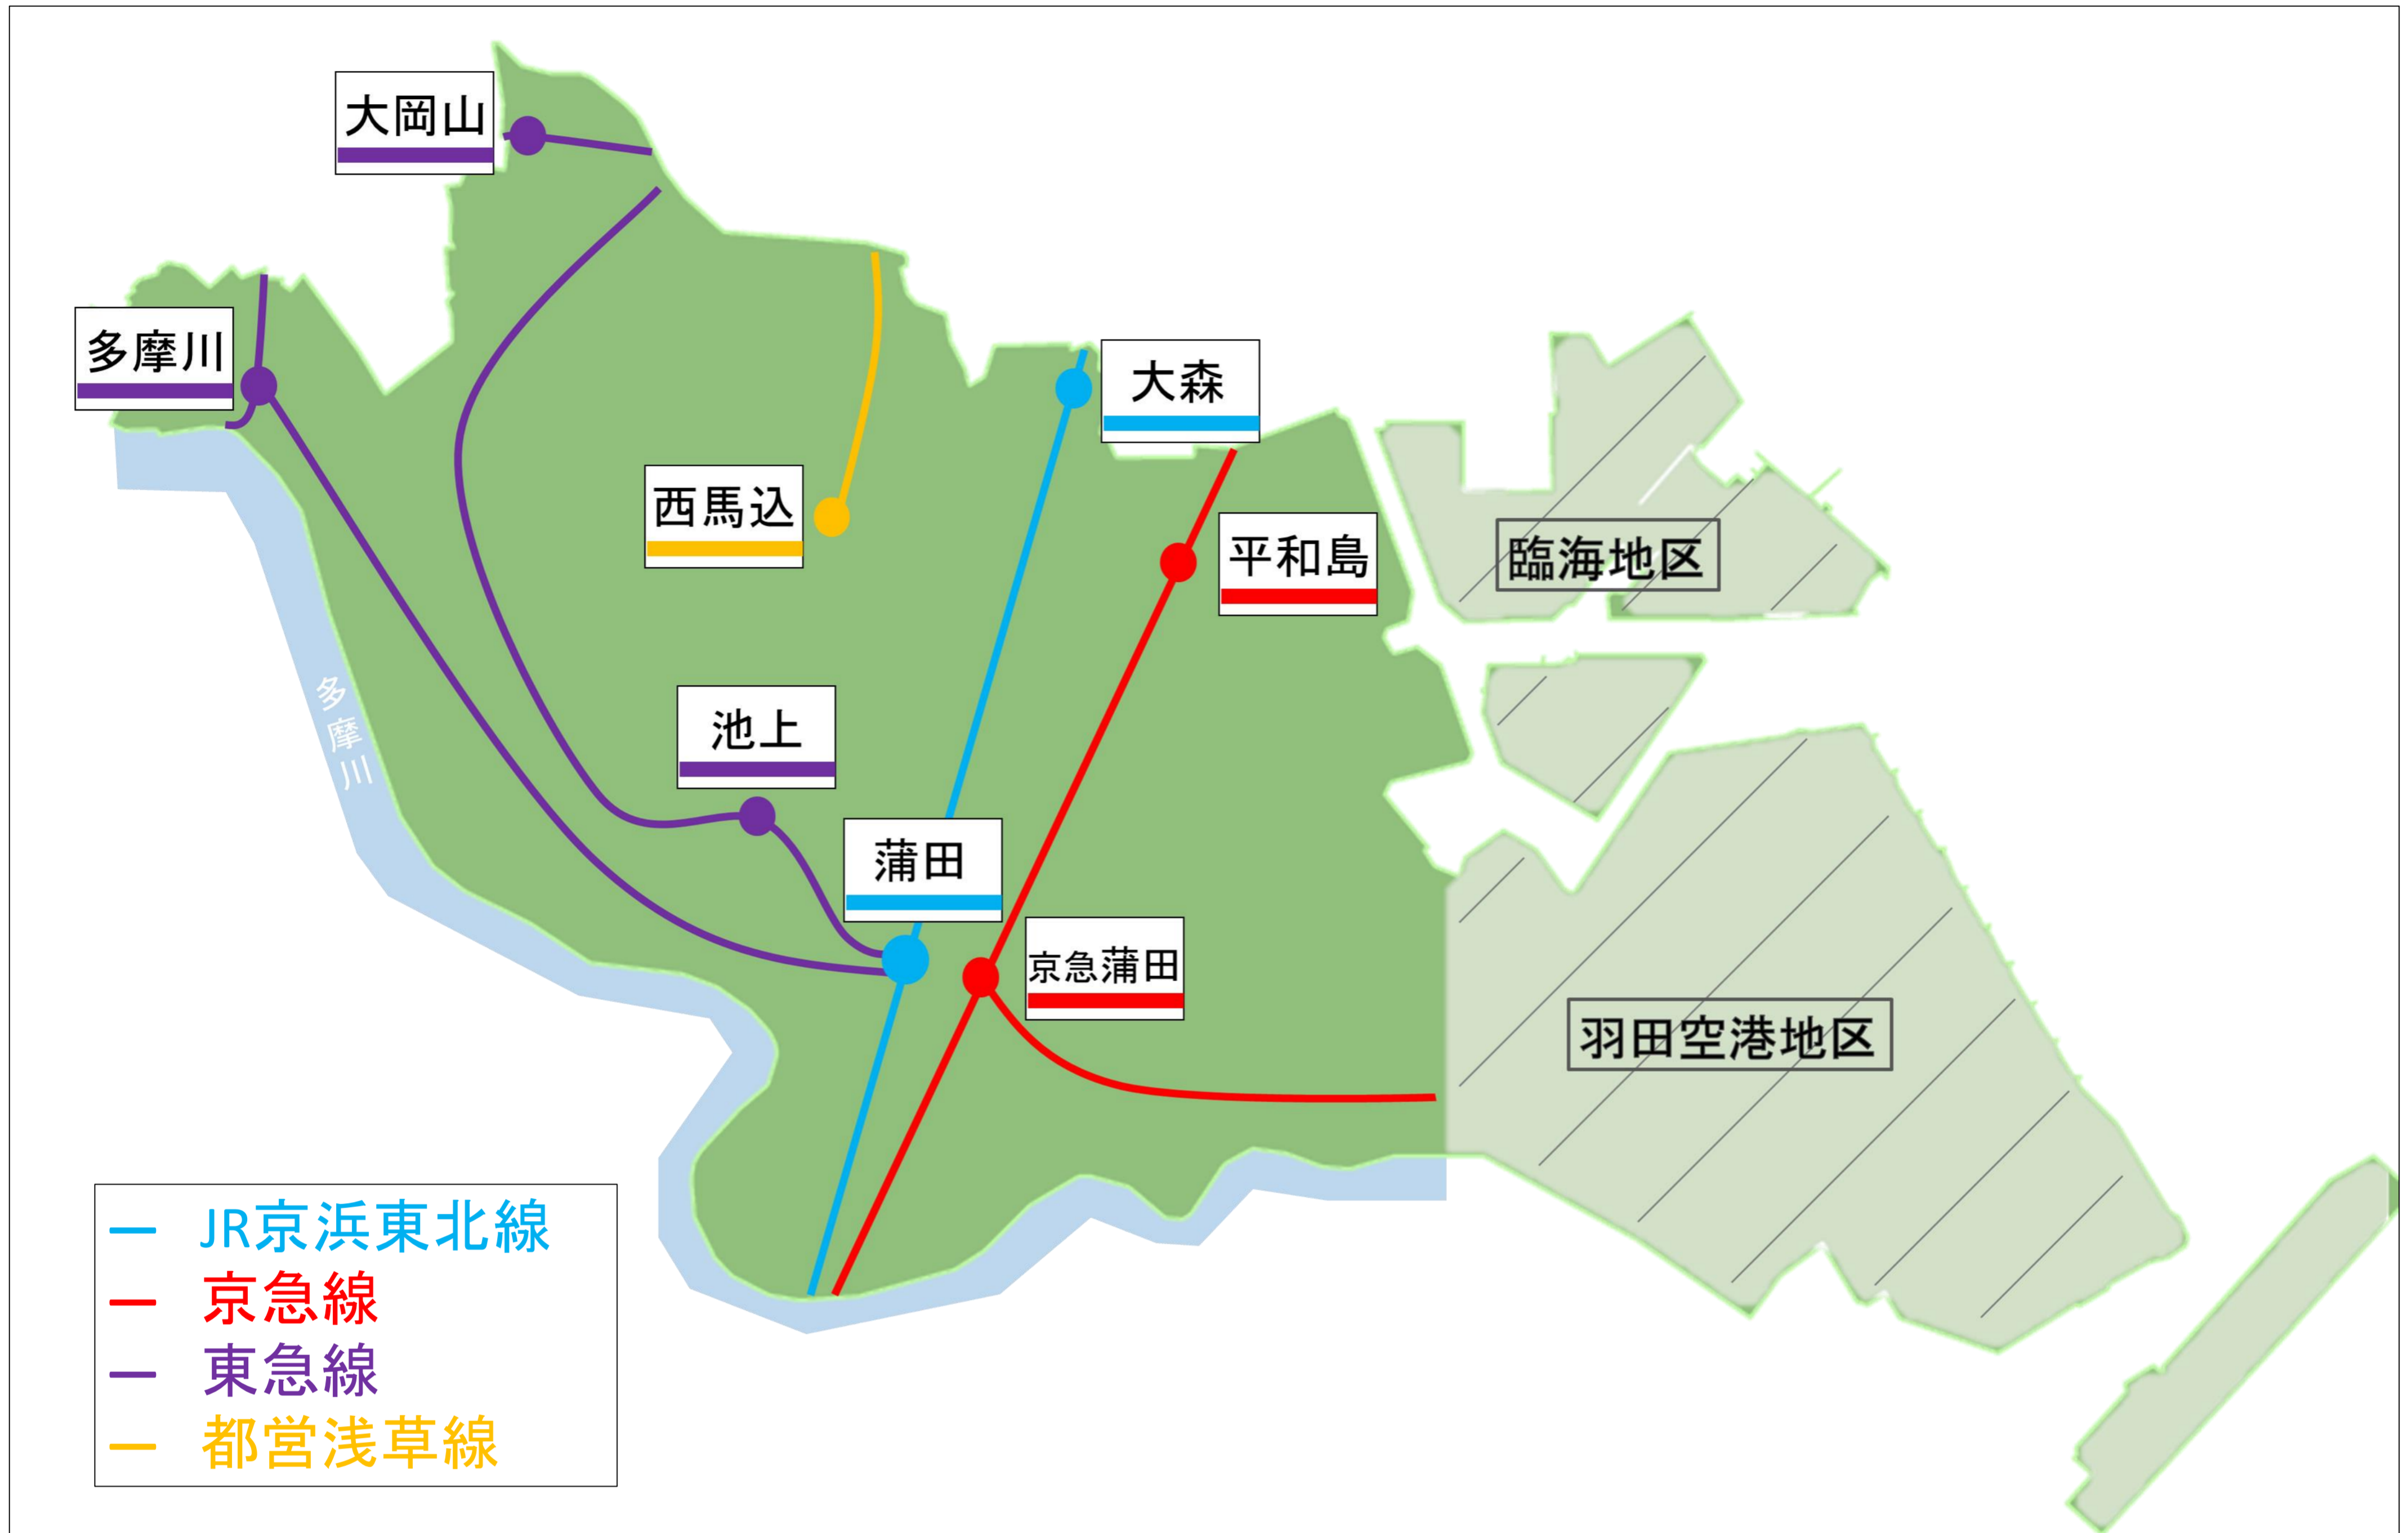 大岡山
多摩川
大森
西馬込
平和島
臨海地区
多摩川
池上
蒲田
京急蒲田
羽田空港地区
JR京浜東北線
京急線
東急線
都営浅草線